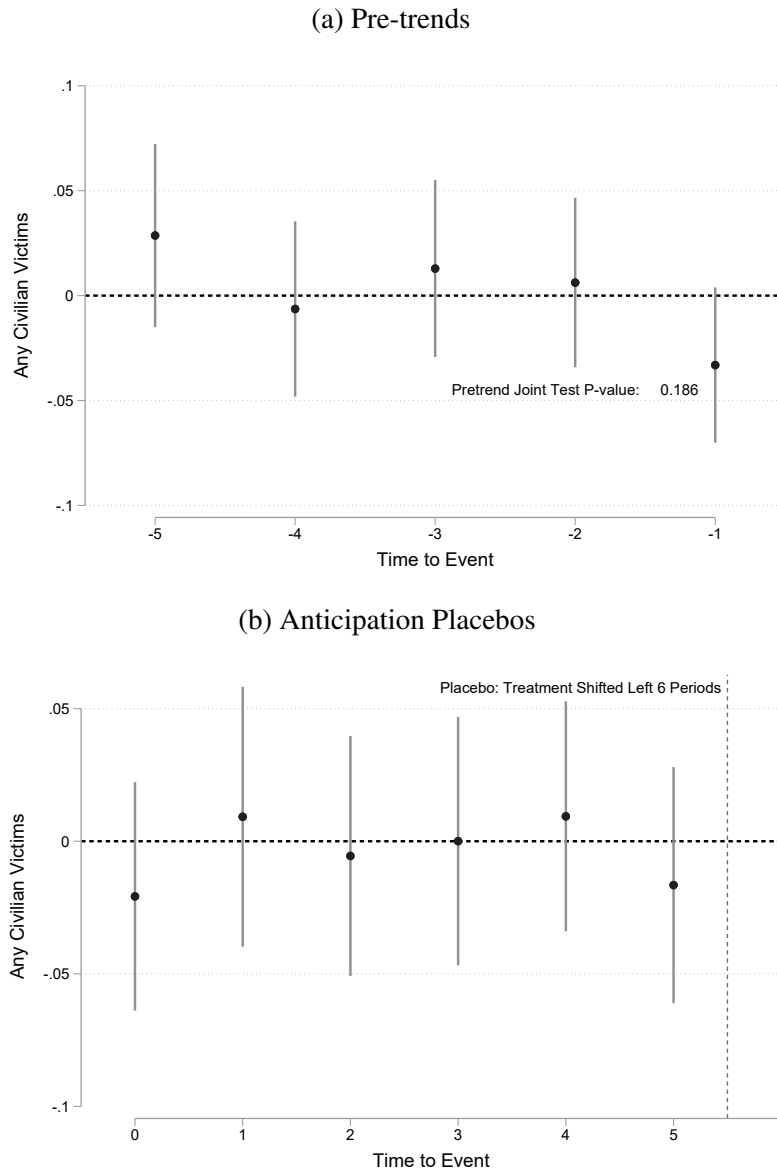 (a) Pre-trends
.1
.05
0
-.05
-.1
Any Civilian Victims
Pretrend Joint Test P-value: 0.186
-5 -4 -3 -2 -1
Time to Event
(b) Anticipation Placebos
Placebo: Treatment Shifted Left 6 Periods
.05
0
-.05
-.1
Any Civilian Victims
0 1 2 3 4 5
Time to Event